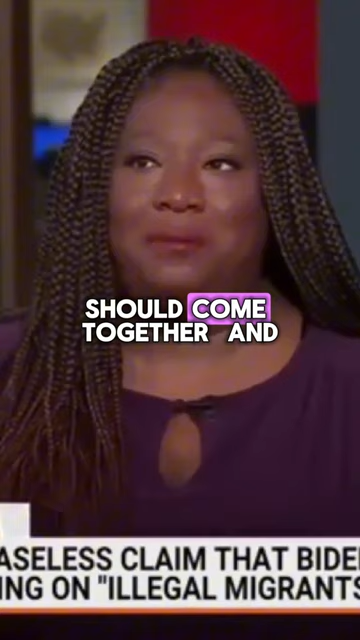 SHOULD COME
TOGETHER AND
ASELESS CLAIM THAT BIDE
ING ON "ILLEGAL MIGRANTS